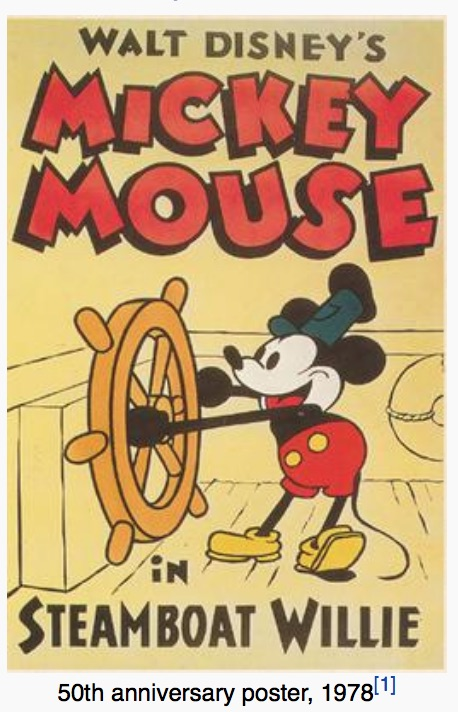 WALT DISNEY'S
MICKEY
MOUSE
iN
STEAMBOAT WILLIE
50th anniversary poster, 1978[1]